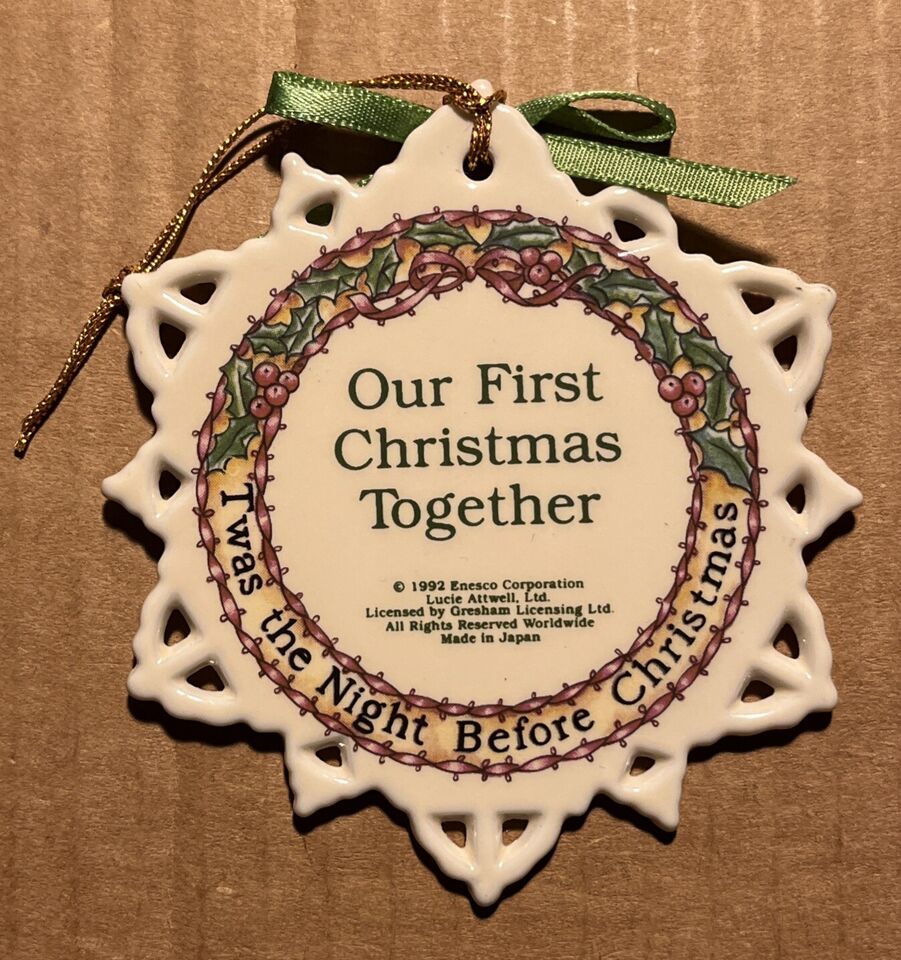 Our First
Christmas
Together
© 1992 Enesco Corporation
Lucie Attwell, Ltd.
Licensed by Gresham Licensing Ltd.
All Rights Reserved Worldwide
Made in Japan
Twas the Night Before Christmas